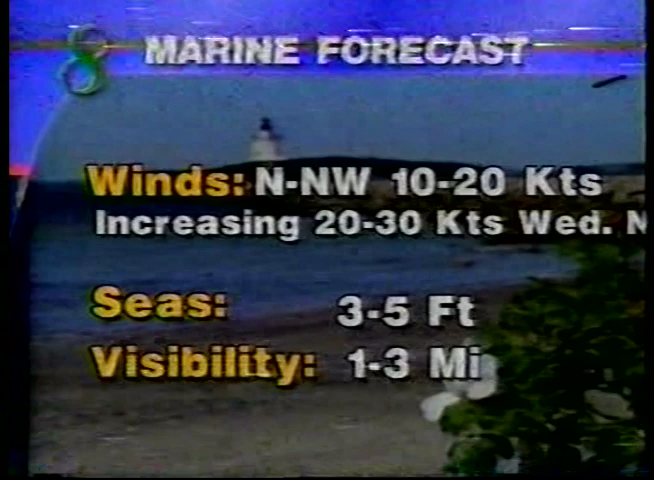 8 MARINE FORECAST
Winds: N-NW 10-20 Kts
Increasing 20-30 Kts Wed. N
Seas: 3-5 Ft
Visibility: 1-3 Mi